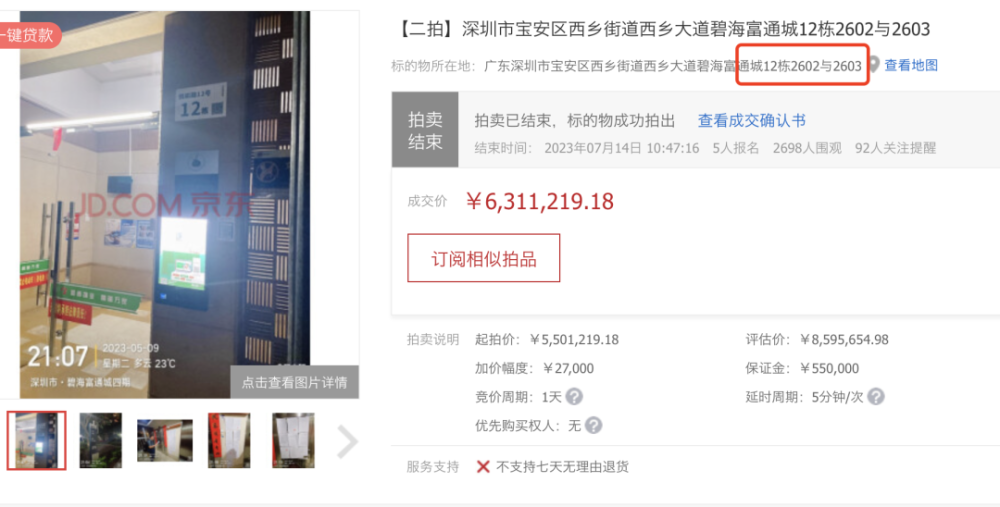 一键贷款
12栋
JD.COM 京东
21:07
2023-05-09
星期二 多云 23℃
深圳市·碧海富通城四期
点击查看图片详情
【二拍】深圳市宝安区西乡街道西乡大道碧海富通城12栋2602与2603
标的物所在地： 广东深圳市宝安区西乡街道西乡大道碧海富通城12栋2602与2603 查看地图
拍卖结束
拍卖已结束，标的物成功拍出 查看成交确认书
结束时间： 2023年07月14日 10:47:16 5人报名 2698人围观 92人关注提醒
成交价 ￥6,311,219.18
订阅相似拍品
拍卖说明 起拍价：￥5,501,219.18 评估价：￥8,595,654.98
加价幅度：￥27,000 保证金：￥550,000
竞价周期：1天 ? 延时周期：5分钟/次 ?
优先购买权人：无 ?
服务支持 不支持七天无理由退货